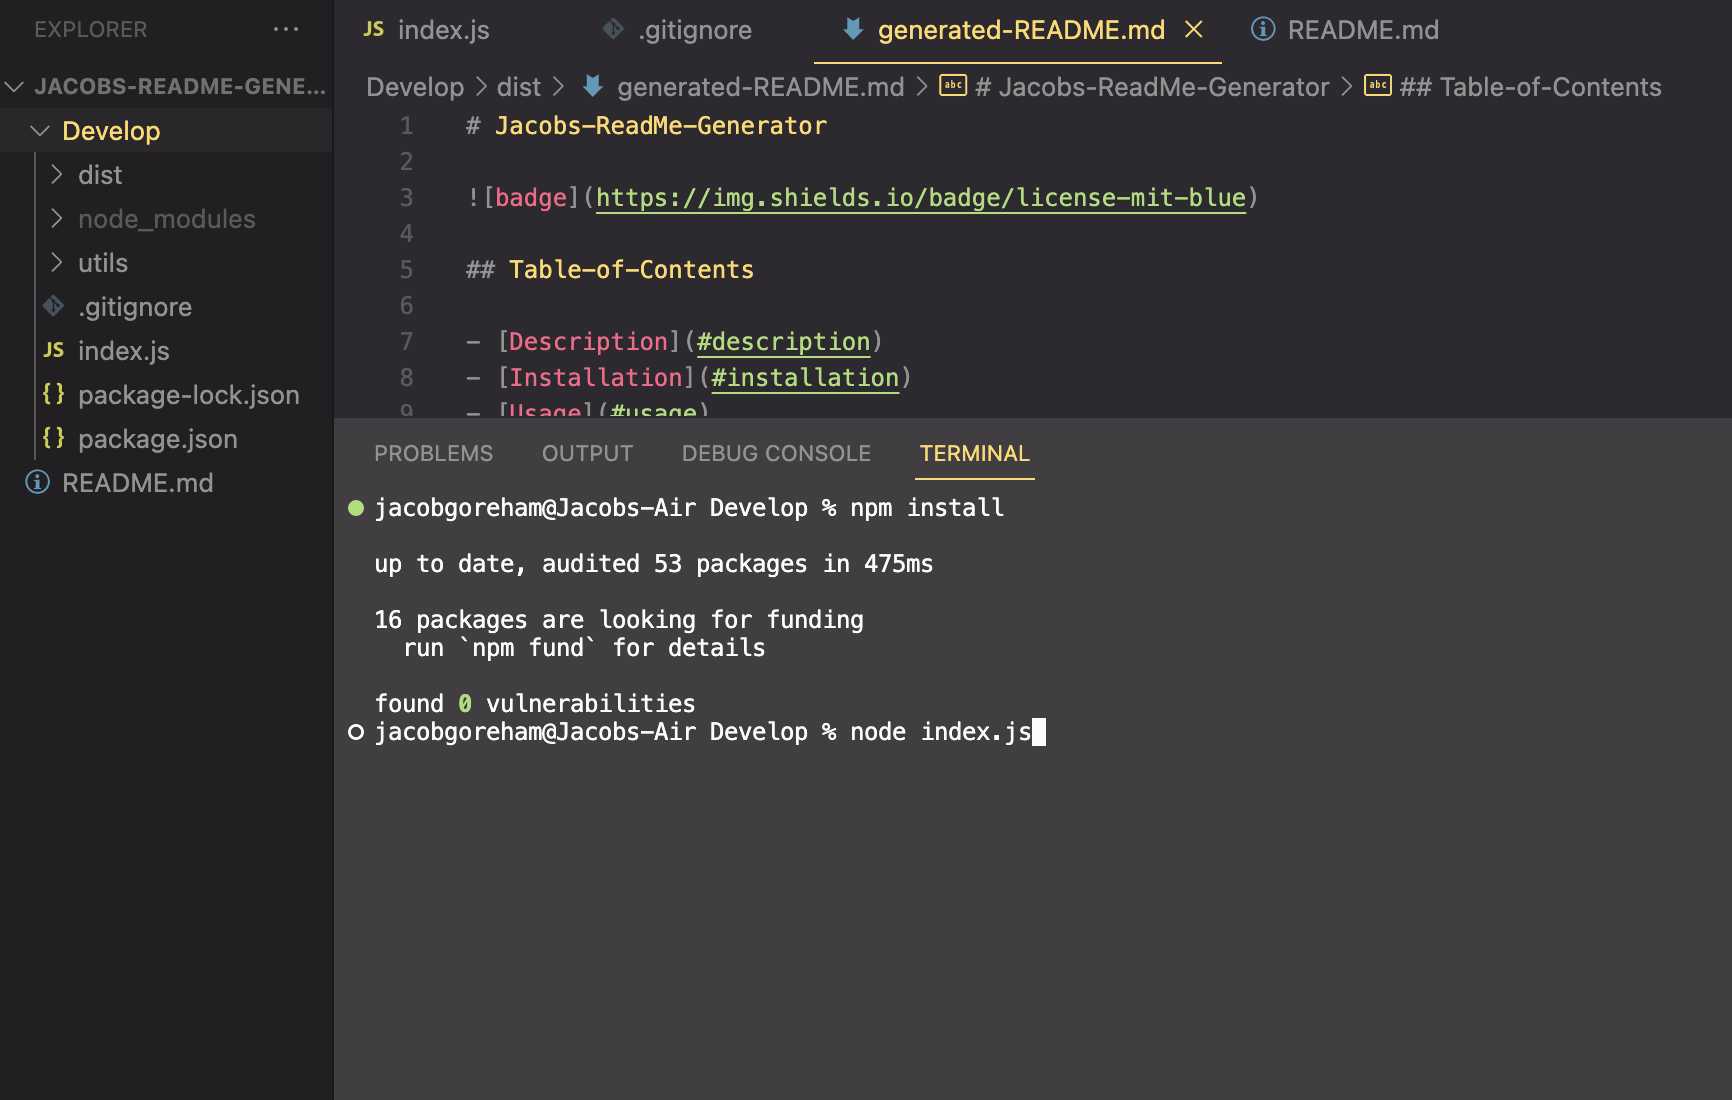 EXPLORER ...
JACOBS-README-GENE...
Develop
dist
node_modules
utils
.gitignore
JS index.js
{} package-lock.json
{} package.json
README.md
JS index.js .gitignore generated-README.md README.md
Develop > dist > generated-README.md > abc # Jacobs-ReadMe-Generator > abc ## Table-of-Contents
1 # Jacobs-ReadMe-Generator
2
3 ![badge](https://img.shields.io/badge/license-mit-blue)
4
5 ## Table-of-Contents
6
7 - [Description](#description)
8 - [Installation](#installation)
9 - [Usage](#usage)
PROBLEMS OUTPUT DEBUG CONSOLE TERMINAL
jacobgoreham@Jacobs-Air Develop % npm install
up to date, audited 53 packages in 475ms
16 packages are looking for funding
run `npm fund` for details
found 0 vulnerabilities
jacobgoreham@Jacobs-Air Develop % node index.js